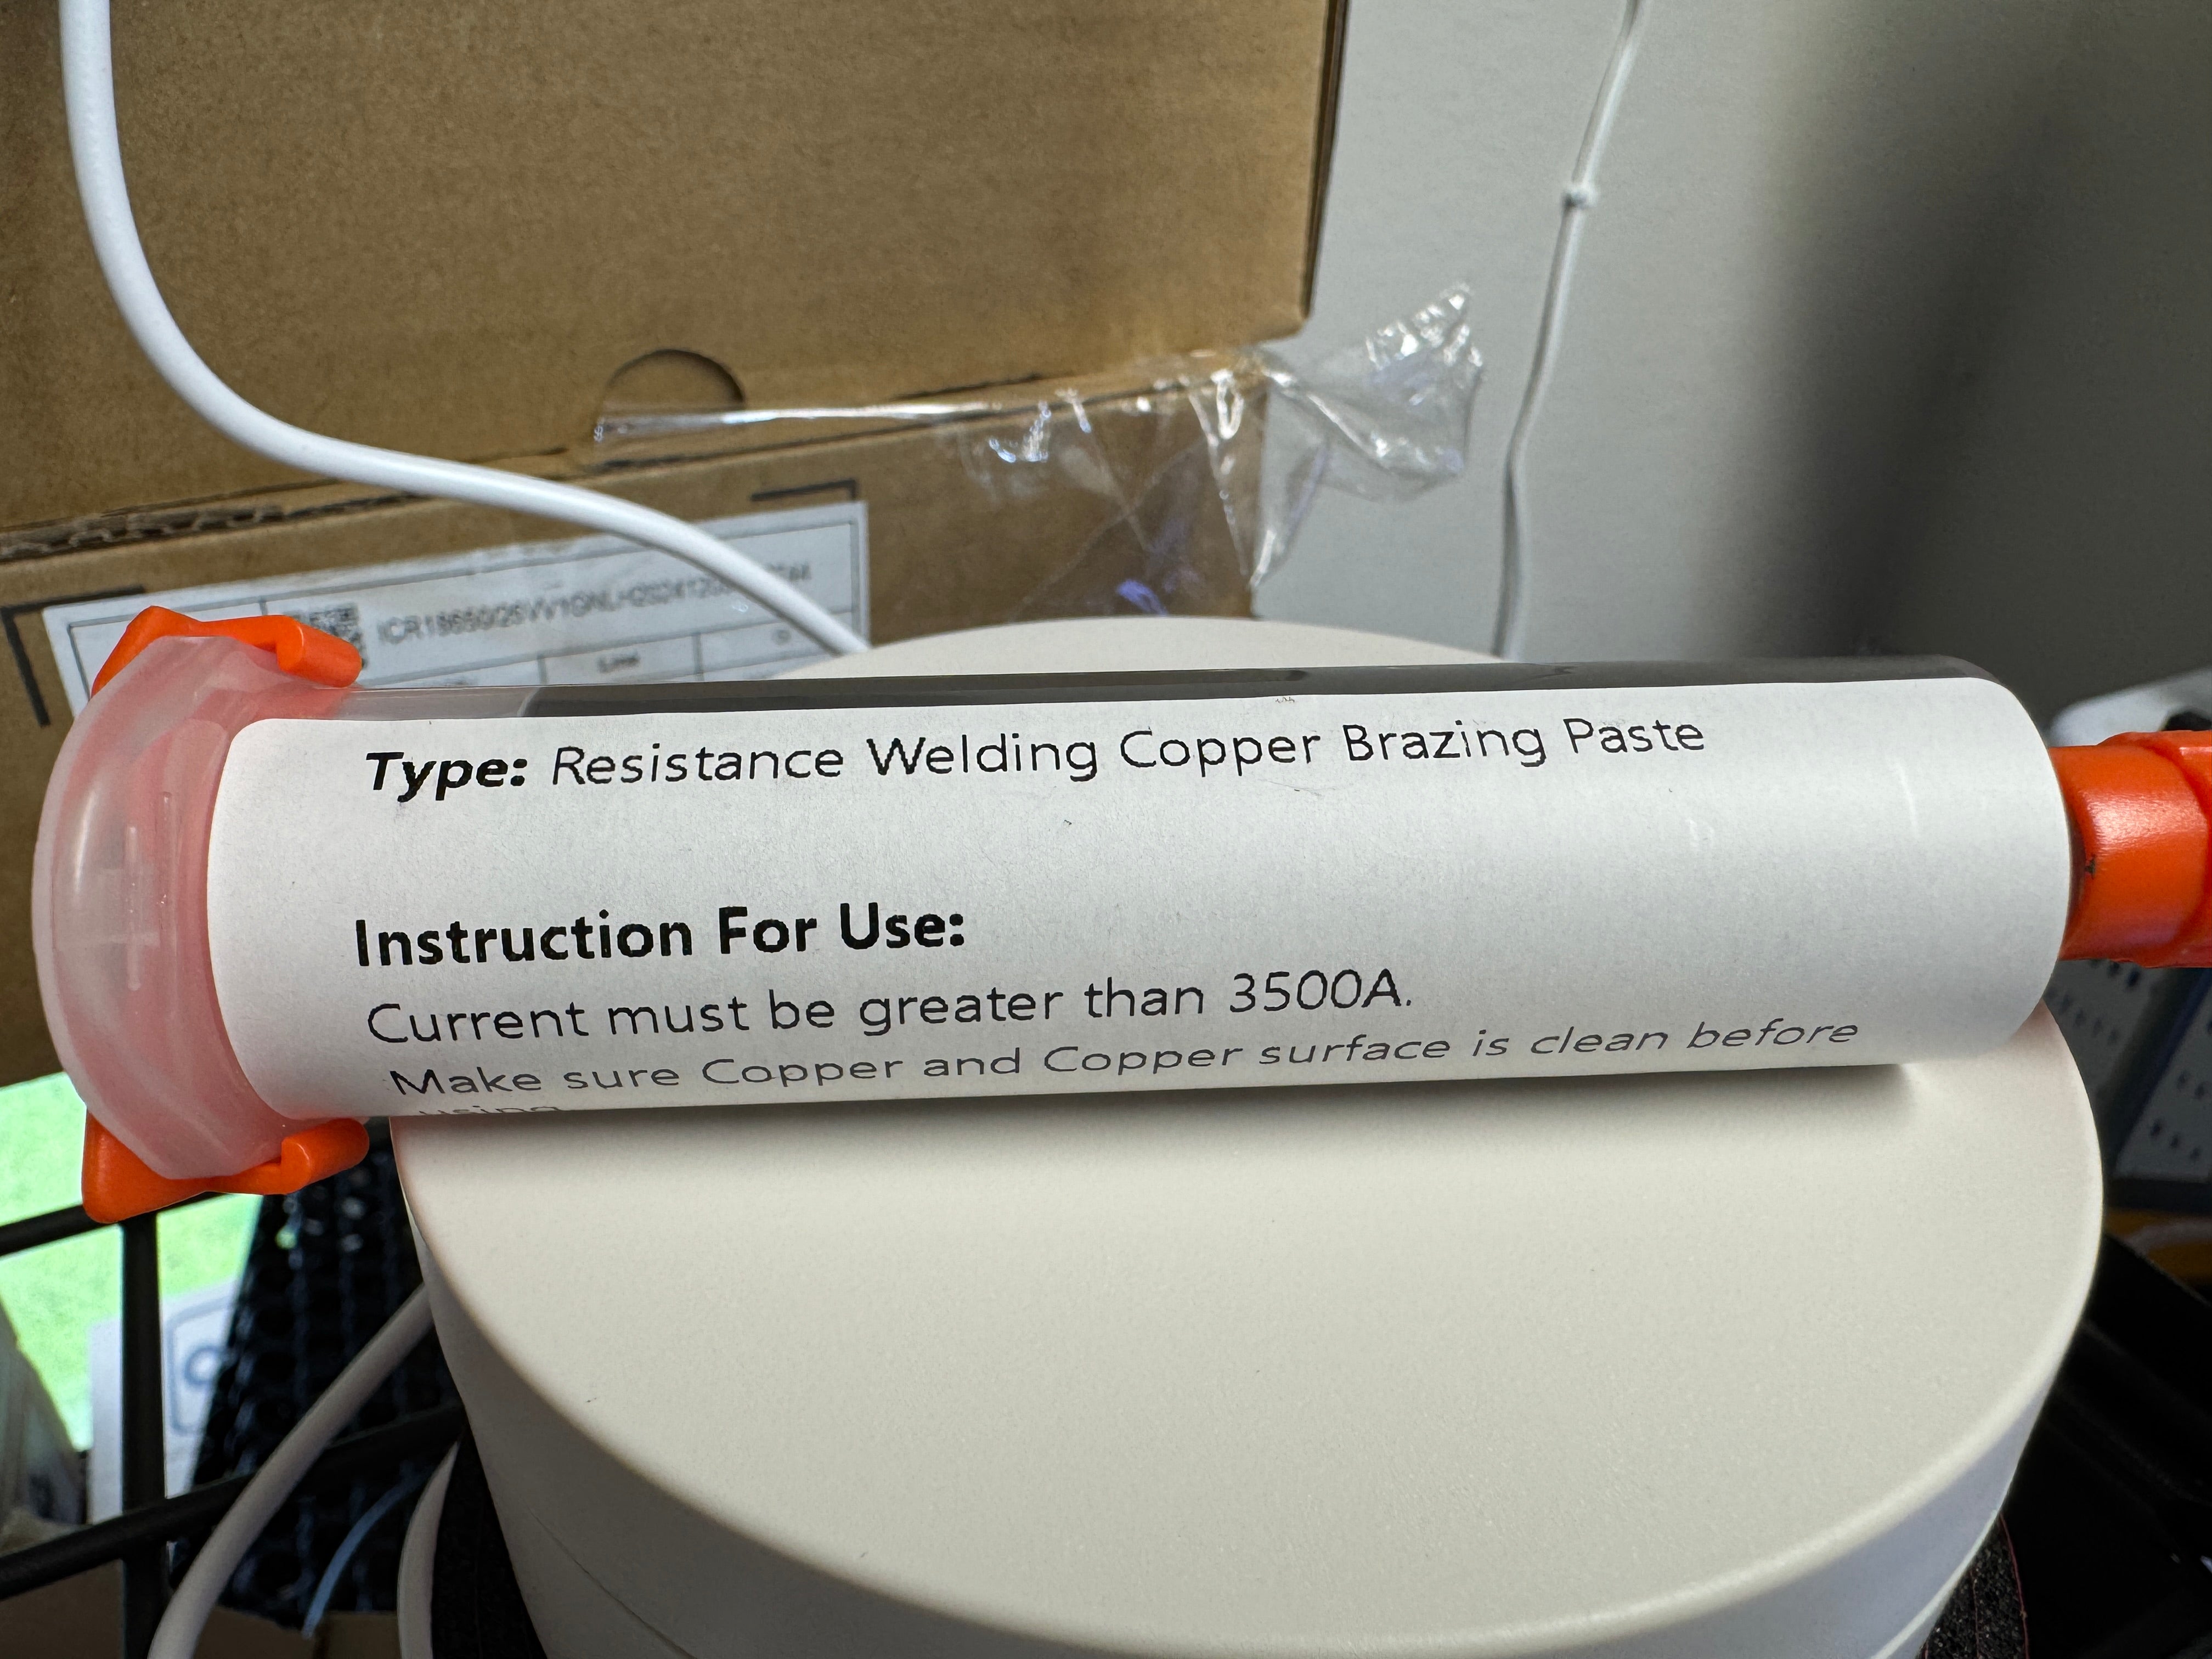 Type: Resistance Welding Copper Brazing Paste
Instruction For Use:
Current must be greater than 3500A.
Make sure Copper and Copper surface is clean before
using